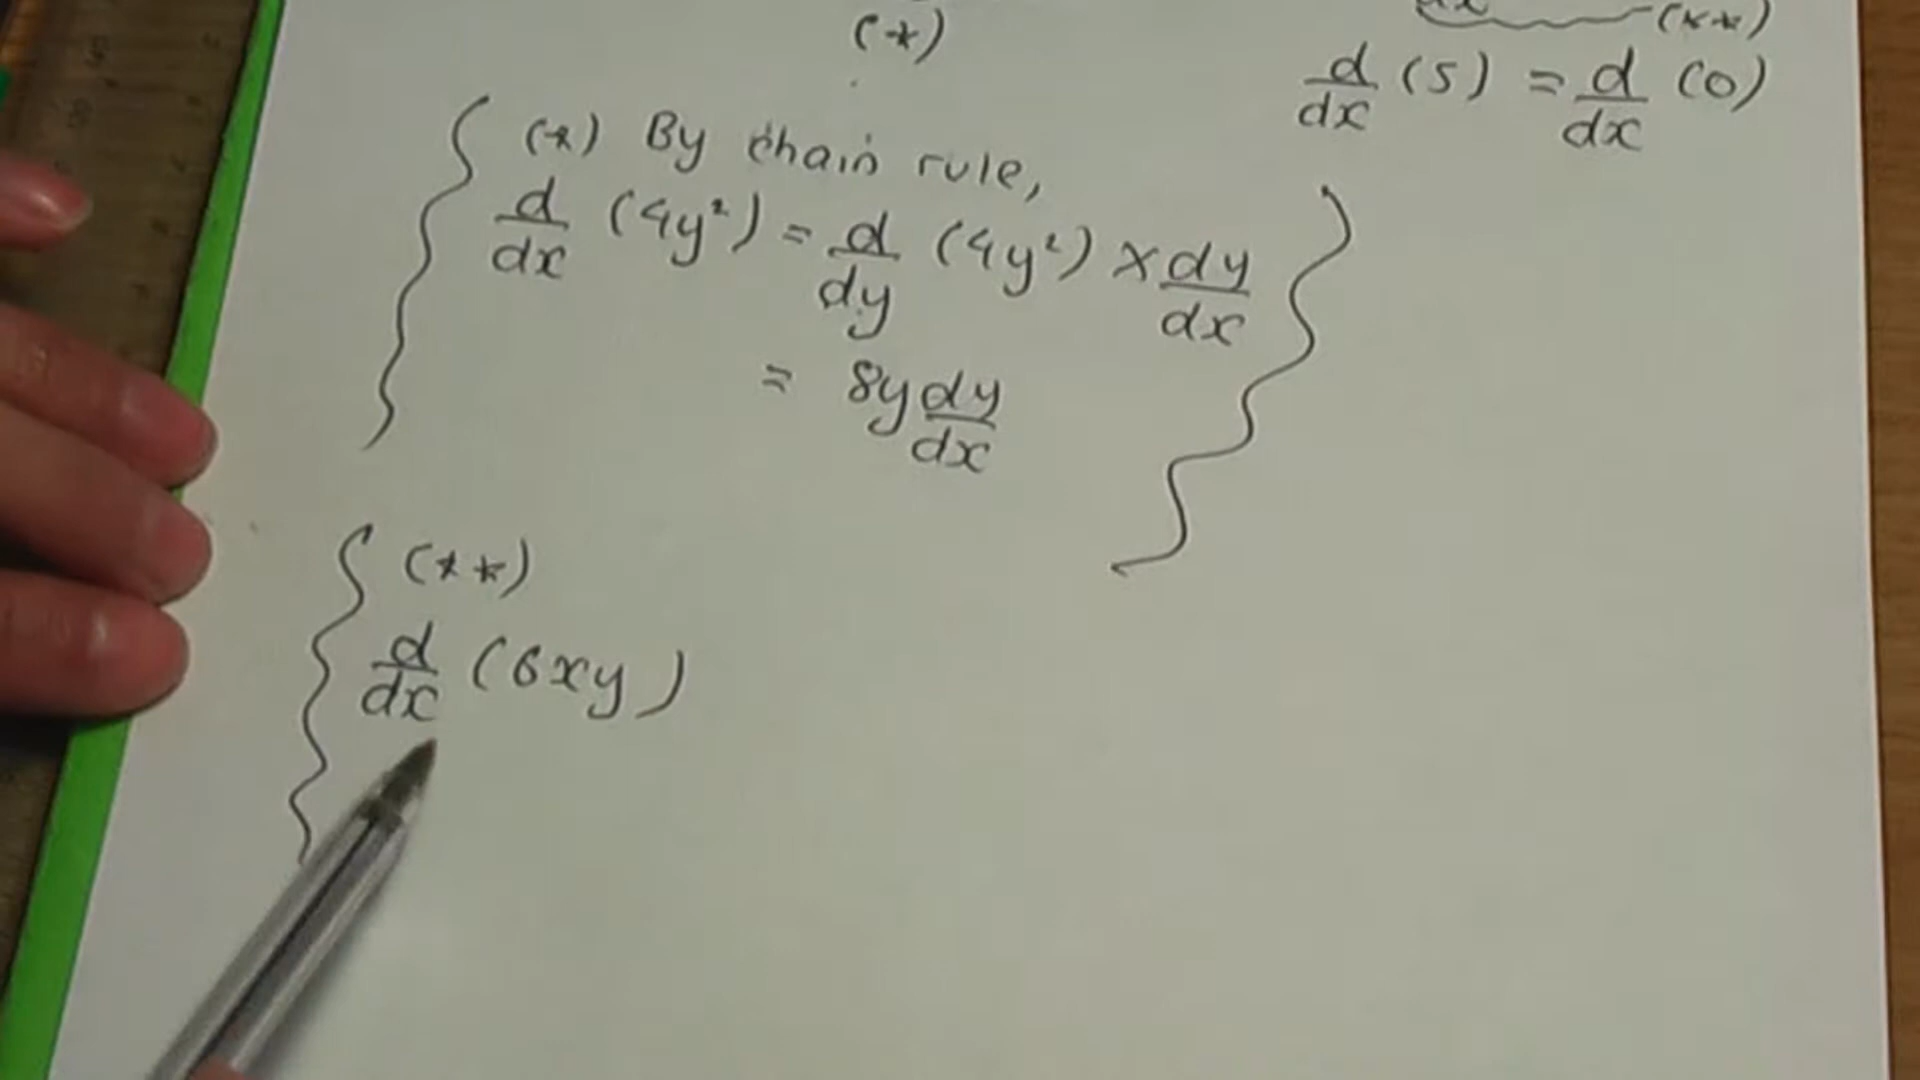 (*)
(**)
d/dx (5) = d/dx (0)
(*) By chain rule,
d/dx (4y²) = d/dy (4y²) × dy/dx
= 8y dy/dx
(**)
d/dx (6xy)